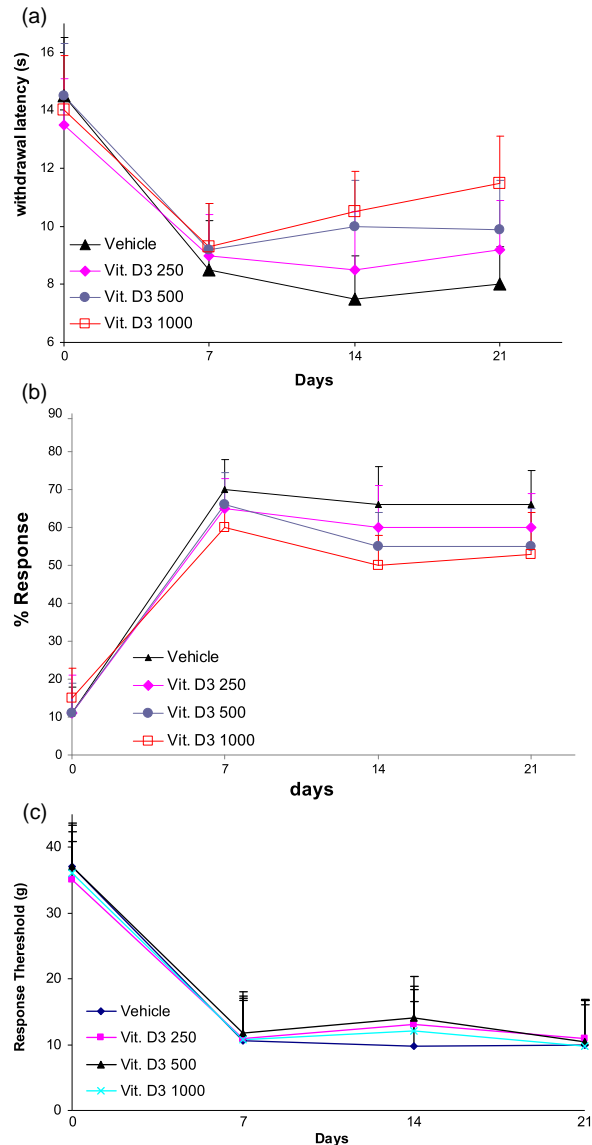 (a)
withdrawal latency (s)
16
14
12
10
8
6
Vehicle
Vit. D3 250
Vit. D3 500
Vit. D3 1000
0 7 14 21
Days
(b)
% Response
90
80
70
60
50
40
30
20
10
0
Vehicle
Vit. D3 250
Vit. D3 500
Vit. D3 1000
0 7 14 21
days
(c)
Response Thereshold (g)
40
30
20
10
0
Vehicle
Vit. D3 250
Vit. D3 500
Vit. D3 1000
0 7 14 21
Days